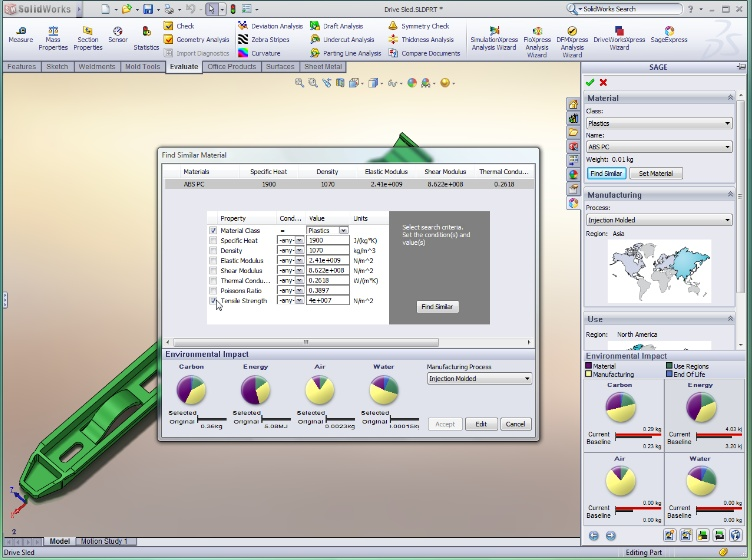 SolidWorks
Drive Sled.SLDPRT *
SolidWorks Search
Measure
Mass Properties
Section Properties
Sensor
Statistics
Check
Geometry Analysis
Import Diagnostics
Deviation Analysis
Zebra Stripes
Curvature
Draft Analysis
Undercut Analysis
Parting Line Analysis
Symmetry Check
Thickness Analysis
Compare Documents
SimulationXpress Analysis Wizard
FloXpress Analysis Wizard
DFMXpress Analysis Wizard
DriveWorksXpress Wizard
SageExpress
Features Sketch Weldments Mold Tools Evaluate Office Products Surfaces Sheet Metal
SAGE
Material
Class:
Plastics
Name:
ABS PC
Weight: 0.01 kg
Find Similar Set Material
Manufacturing
Process:
Injection Molded
Region: Asia
Use
Region: North America
Environmental Impact
Material Use Regions
Manufacturing End Of Life
Carbon Energy
0.29 kg 4.03 kj
Current Current
Baseline Baseline
0.23 kg 3.20 kj
Air Water
0.00 kg 0.00 kg
Current Current
Baseline Baseline
0.00 kg 0.00 kg
Find Similar Material
Materials Specific Heat Density Elastic Modulus Shear Modulus Thermal Condu...
ABS PC 1900 1070 2.41e+009 8.622e+008 0.2618
Property Cond... Value Units
Material Class = Plastics
Specific Heat -any- 1900 J/(kg*K)
Density -any- 1070 kg/m^3
Elastic Modulus -any- 2.41e+009 N/m^2
Shear Modulus -any- 8.622e+008 N/m^2
Thermal Condu... -any- 0.2618 W/(m*K)
Poissons Ratio -any- 0.3897
Tensile Strength -any- 4e+007 N/m^2
Select search criteria.
Set the condition(s) and
value(s)
Find Similar
Environmental Impact
Carbon Energy Air Water
Manufacturing Process
Injection Molded
Selected Selected Selected Selected
Original Original Original Original
0.26KG 5.08MJ 0.0023KG 1.00015KG
Accept Edit Cancel
Z
X
Model Motion Study 1
Drive Sled
Editing Part